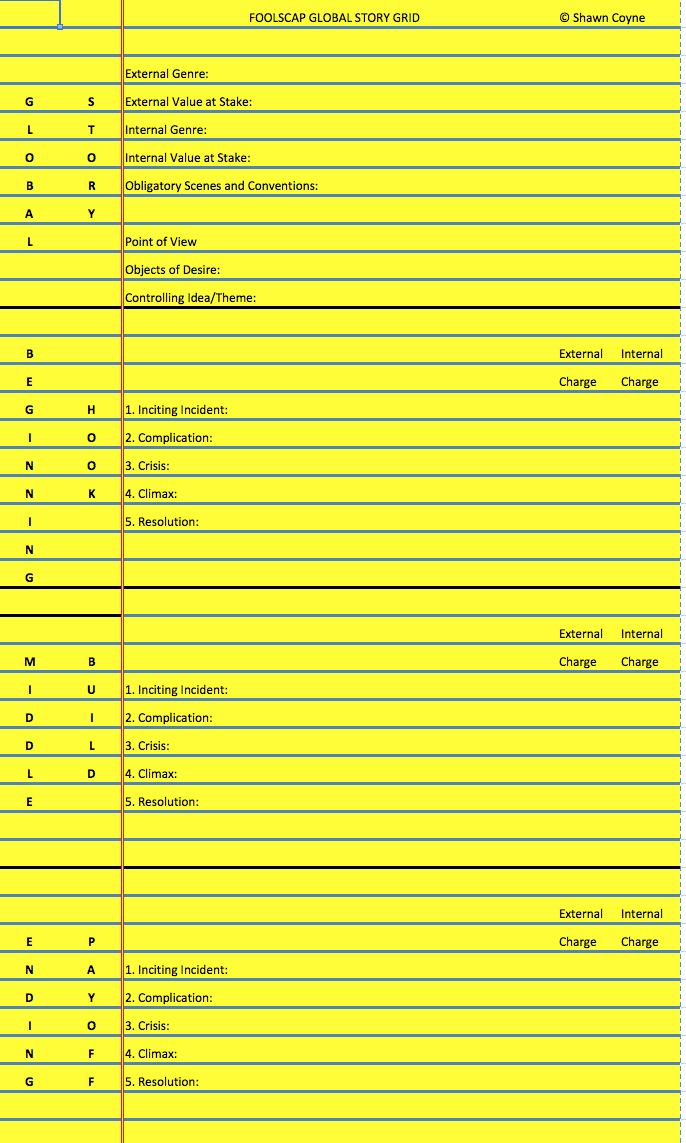 FOOLSCAP GLOBAL STORY GRID © Shawn Coyne
External Genre:
G S External Value at Stake:
L T Internal Genre:
O O Internal Value at Stake:
B R Obligatory Scenes and Conventions:
A Y
L Point of View
Objects of Desire:
Controlling Idea/Theme:
B External Internal
E Charge Charge
G H 1. Inciting Incident:
I O 2. Complication:
N O 3. Crisis:
N K 4. Climax:
I 5. Resolution:
N
G
External Internal
M B Charge Charge
I U 1. Inciting Incident:
D I 2. Complication:
D L 3. Crisis:
L D 4. Climax:
E 5. Resolution:
External Internal
E P Charge Charge
N A 1. Inciting Incident:
D Y 2. Complication:
I O 3. Crisis:
N F 4. Climax:
G F 5. Resolution: